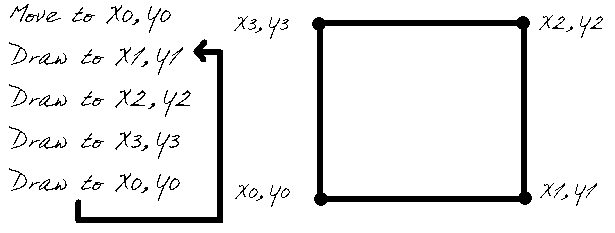 Move to X0,y0
Draw to X1,y1
Draw to X2,y2
Draw to X3,y3
Draw to X0,y0
X3,y3
X2,y2
X0,y0
X1,y1